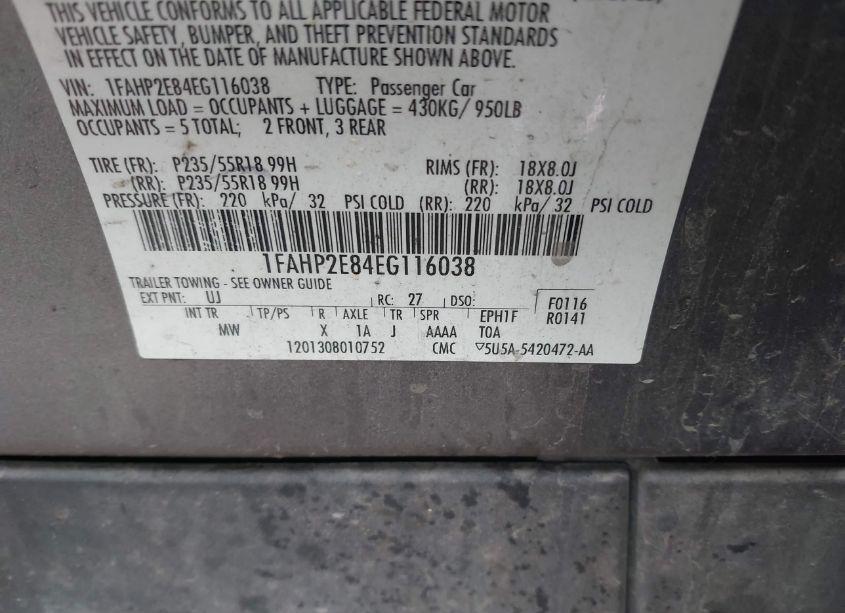 THIS VEHICLE CONFORMS TO ALL APPLICABLE FEDERAL MOTOR
VEHICLE SAFETY, BUMPER, AND THEFT PREVENTION STANDARDS
IN EFFECT ON THE DATE OF MANUFACTURE SHOWN ABOVE.
VIN: 1FAHP2E84EG116038 TYPE: Passenger Car
MAXIMUM LOAD = OCCUPANTS + LUGGAGE = 430KG/ 950LB
OCCUPANTS = 5 TOTAL; 2 FRONT, 3 REAR
TIRE (FR): P235/55R18 99H RIMS (FR): 18X8.0J
(RR): P235/55R18 99H (RR): 18X8.0J
PRESSURE (FR): 220 kPa/ 32 PSI COLD (RR): 220 kPa/ 32 PSI COLD
1FAHP2E84EG116038
TRAILER TOWING - SEE OWNER GUIDE
EXT PNT: UJ RC: 27 DSO: F0116
INT TR TP/PS R AXLE TR SPR EPH1F R0141
MW X 1A J AAAA T0A
1201308010752 CMC ▽5U5A-5420472-AA